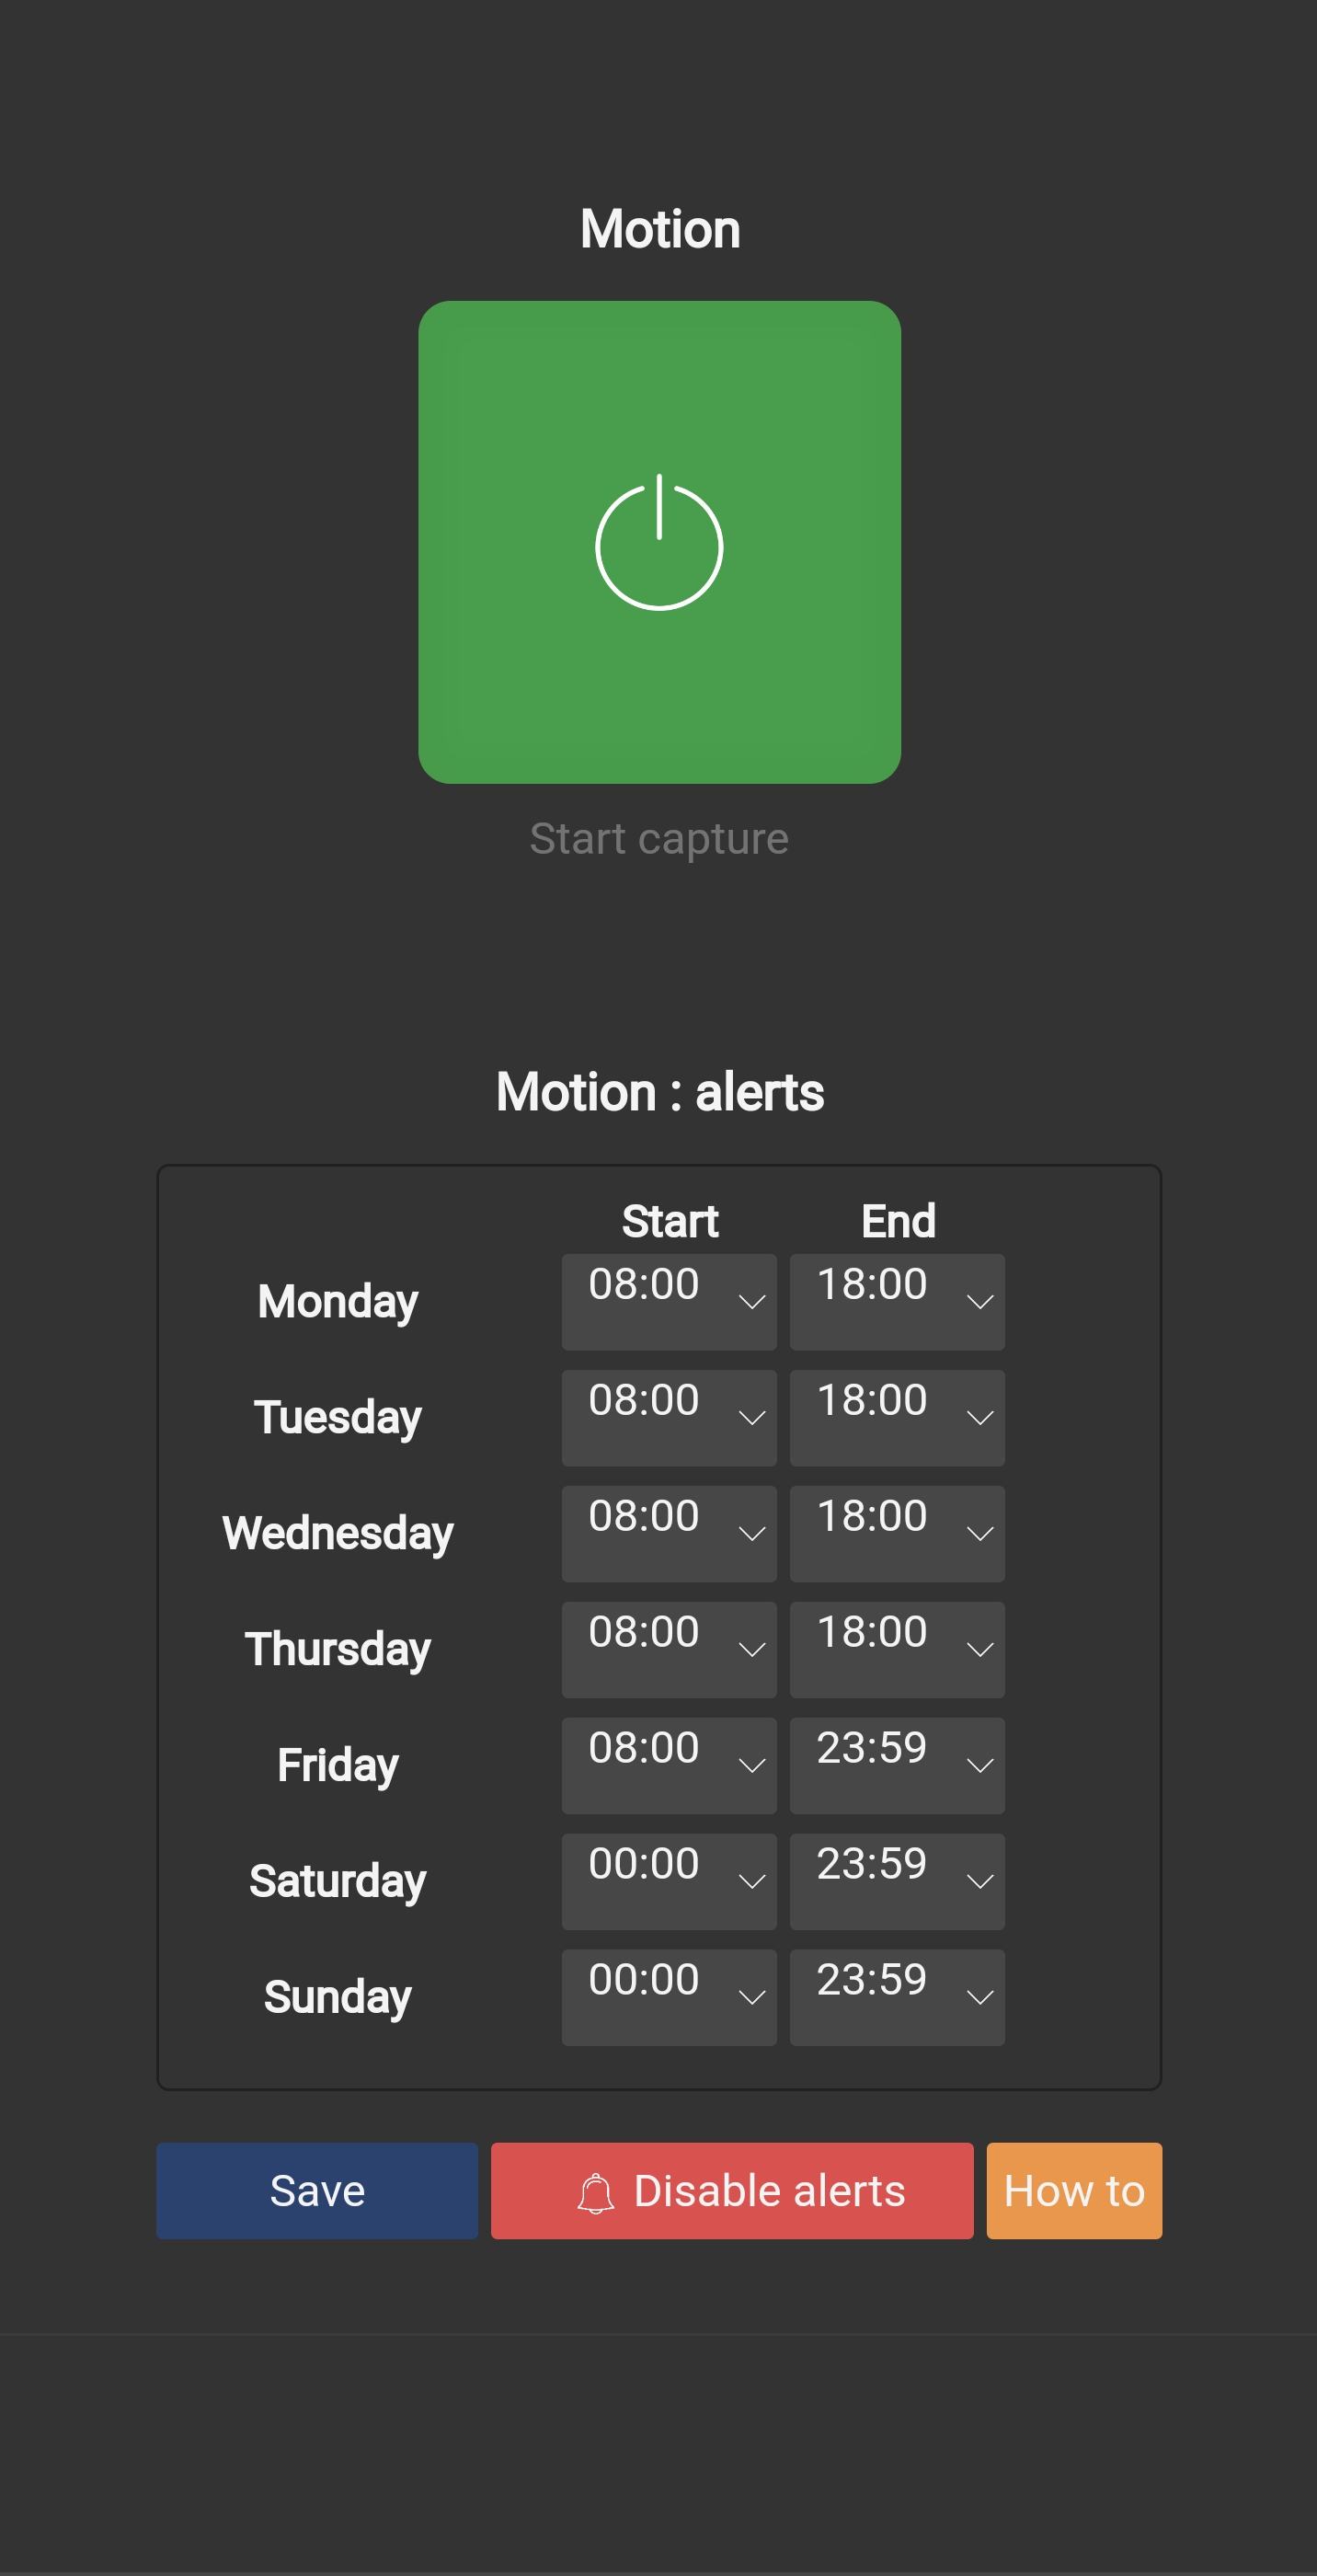 Motion
Start capture
Motion : alerts
Start End
Monday 08:00 18:00
Tuesday 08:00 18:00
Wednesday 08:00 18:00
Thursday 08:00 18:00
Friday 08:00 23:59
Saturday 00:00 23:59
Sunday 00:00 23:59
Save Disable alerts How to